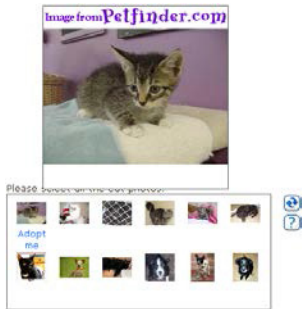 Image from Petfinder.com
Please select all the cat photos:
Adopt
me
?